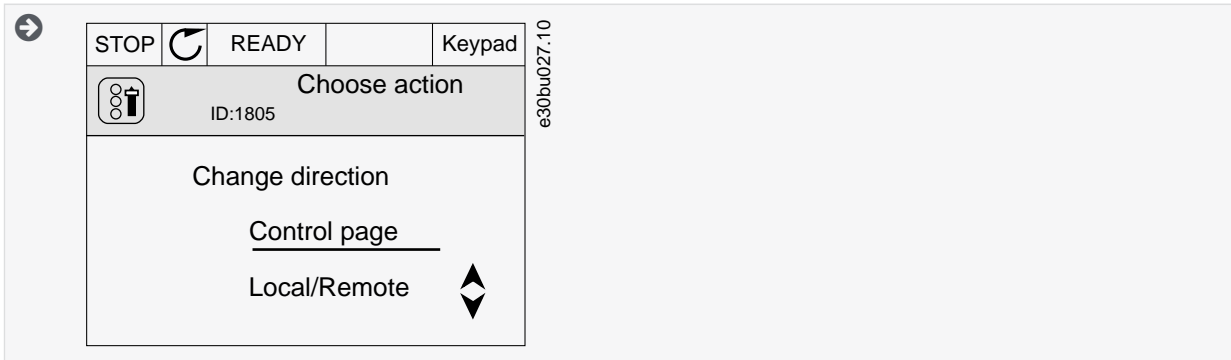 STOP READY Keypad
Choose action
ID:1805
Change direction
Control page
Local/Remote
e30bu027.10